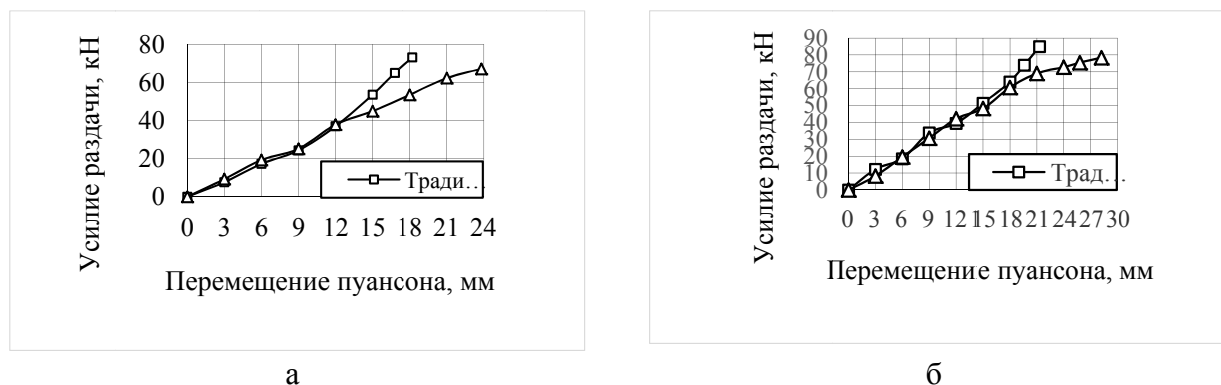 Усилие раздачи, кН
80
60
40
20
0
0 3 6 9 12 15 18 21 24
Перемещение пуансона, мм
Тради...
а
Усилие раздачи, кН
90
80
70
60
50
40
30
20
10
0
0 3 6 9 12 15 18 21 24 27 30
Перемещение пуансона, мм
Трад...
б